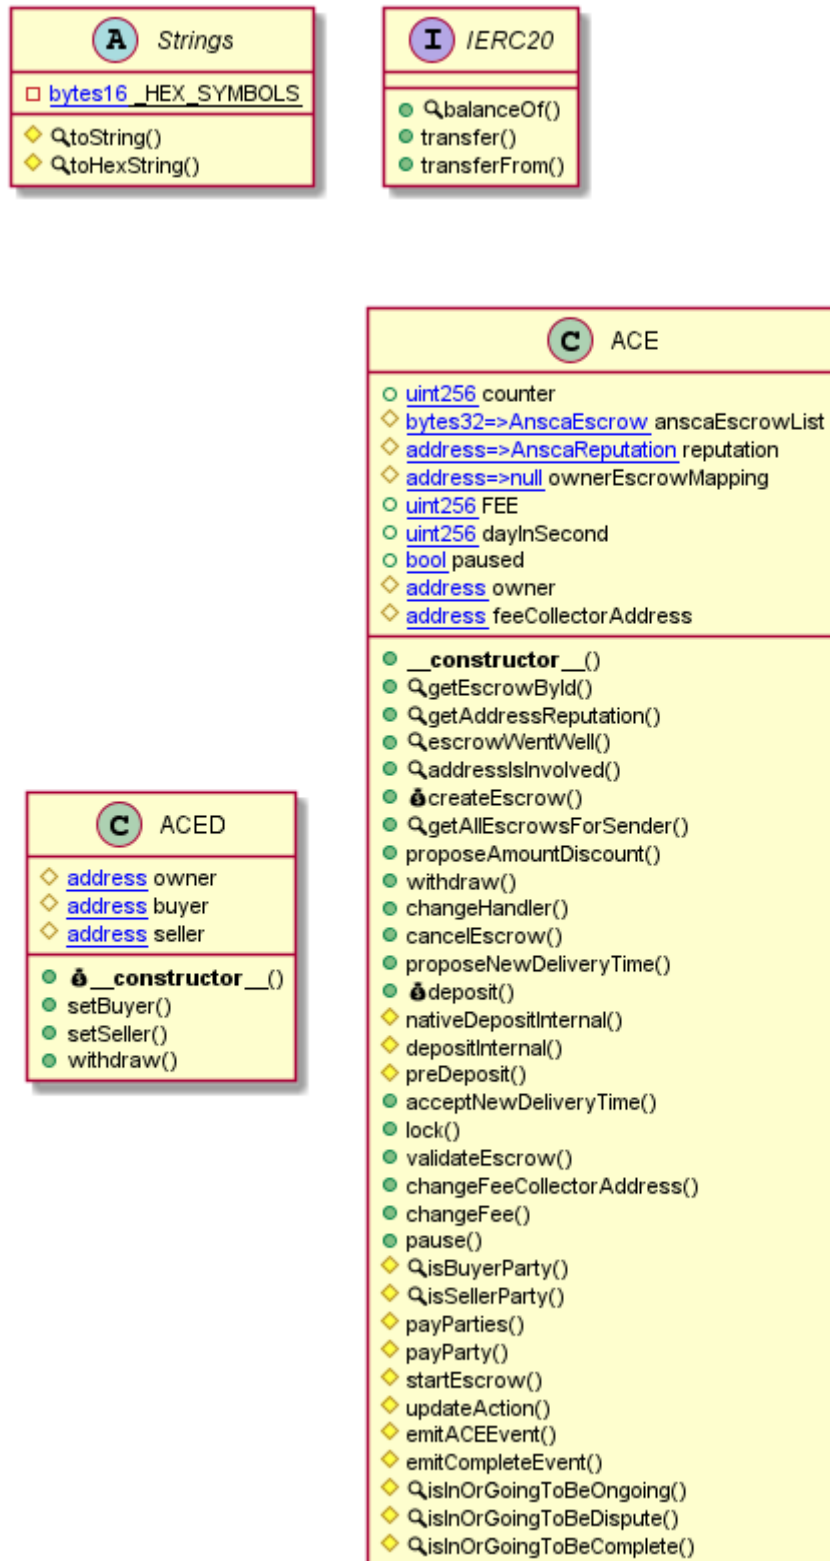 A Strings
bytes16 _HEX_SYMBOLS
toString()
toHexString()
I IERC20
balanceOf()
transfer()
transferFrom()
C ACE
uint256 counter
bytes32=>AnscaEscrow anscaEscrowList
address=>AnscaReputation reputation
address=>null ownerEscrowMapping
uint256 FEE
uint256 dayInSecond
bool paused
address owner
address feeCollectorAddress
__constructor__()
getEscrowById()
getAddressReputation()
escrowWentWell()
addressIsInvolved()
createEscrow()
getAllEscrowsForSender()
proposeAmountDiscount()
withdraw()
changeHandler()
cancelEscrow()
proposeNewDeliveryTime()
deposit()
nativeDepositInternal()
depositInternal()
preDeposit()
acceptNewDeliveryTime()
lock()
validateEscrow()
changeFeeCollectorAddress()
changeFee()
pause()
isBuyerParty()
isSellerParty()
payParties()
payParty()
startEscrow()
updateAction()
emitACEEvent()
emitCompleteEvent()
isInOrGoingToBeOngoing()
isInOrGoingToBeDispute()
isInOrGoingToBeComplete()
C ACED
address owner
address buyer
address seller
__constructor__()
setBuyer()
setSeller()
withdraw()